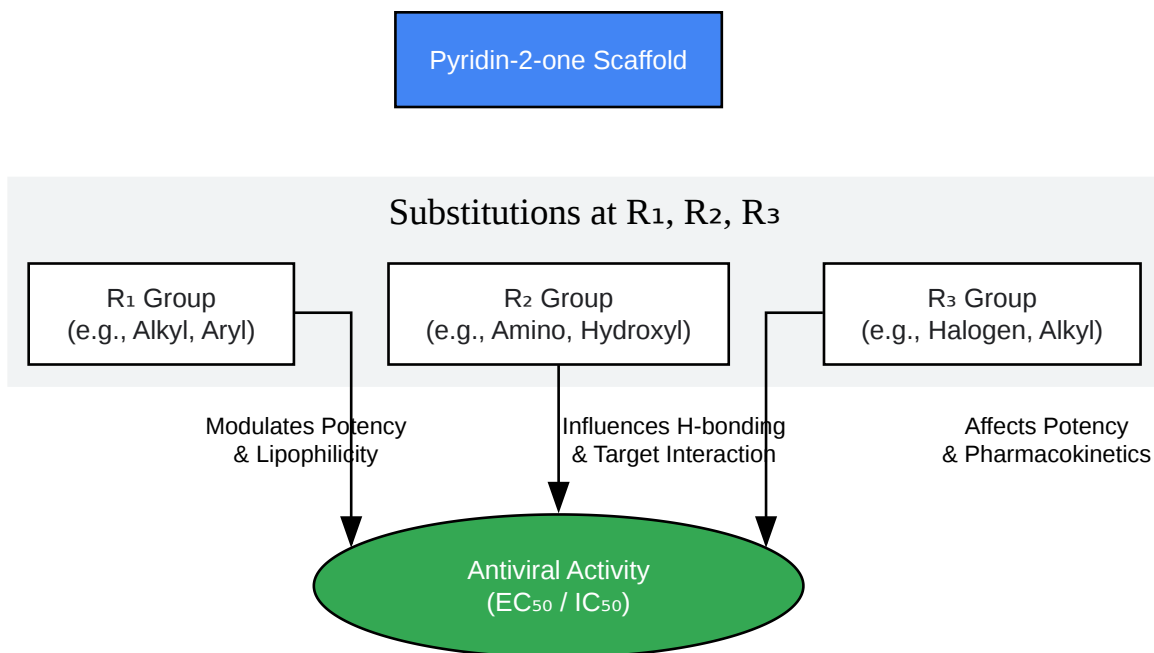 Pyridin-2-one Scaffold
Substitutions at R₁, R₂, R₃
R₁ Group
(e.g., Alkyl, Aryl)
R₂ Group
(e.g., Amino, Hydroxyl)
R₃ Group
(e.g., Halogen, Alkyl)
Modulates Potency
& Lipophilicity
Influences H-bonding
& Target Interaction
Affects Potency
& Pharmacokinetics
Antiviral Activity
(EC₅₀ / IC₅₀)